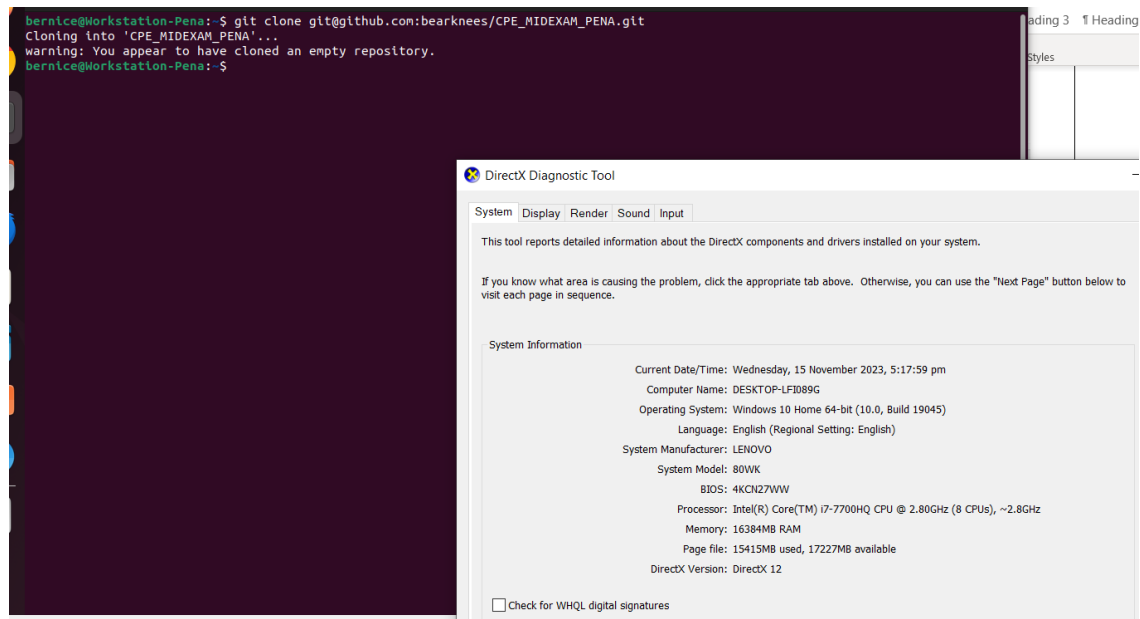 bernice@Workstation-Pena:~$ git clone git@github.com:bearknees/CPE_MIDEXAM_PENA.git
Cloning into 'CPE_MIDEXAM_PENA'...
warning: You appear to have cloned an empty repository.
bernice@Workstation-Pena:~$
ading 3 ¶ Heading
Styles
DirectX Diagnostic Tool
System Display Render Sound Input
This tool reports detailed information about the DirectX components and drivers installed on your system.
If you know what area is causing the problem, click the appropriate tab above. Otherwise, you can use the "Next Page" button below to
visit each page in sequence.
System Information
Current Date/Time: Wednesday, 15 November 2023, 5:17:59 pm
Computer Name: DESKTOP-LFI089G
Operating System: Windows 10 Home 64-bit (10.0, Build 19045)
Language: English (Regional Setting: English)
System Manufacturer: LENOVO
System Model: 80WK
BIOS: 4KCN27WW
Processor: Intel(R) Core(TM) i7-7700HQ CPU @ 2.80GHz (8 CPUs), ~2.8GHz
Memory: 16384MB RAM
Page file: 15415MB used, 17227MB available
DirectX Version: DirectX 12
Check for WHQL digital signatures